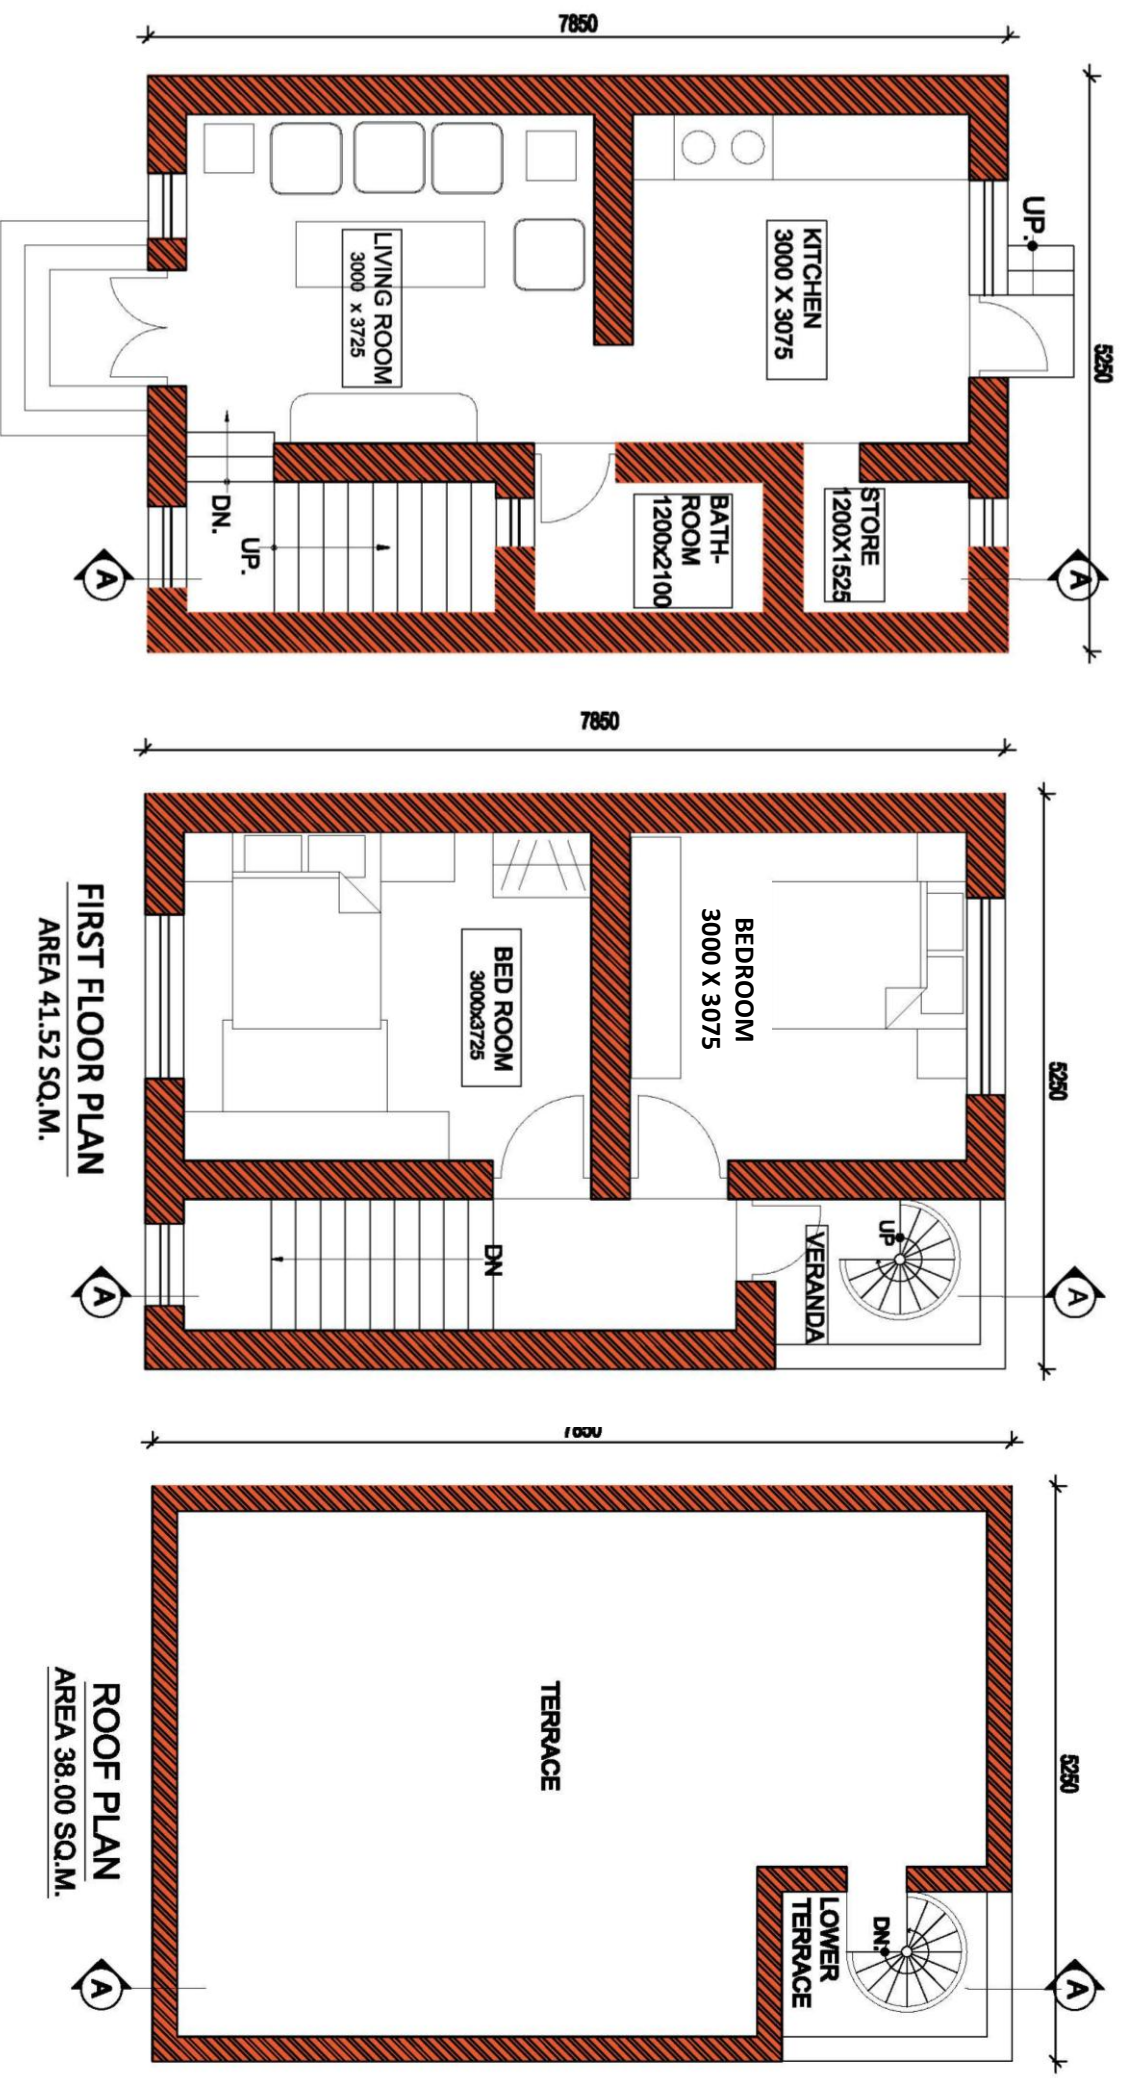 7850
5250
UP.
KITCHEN
3000 X 3075
LIVING ROOM
3000 x 3725
DN.
UP.
BATH-
ROOM
1200x2100
STORE
1200X1525
A
A
7850
5250
BEDROOM
3000 X 3075
BED ROOM
3000x3725
DN
UP
VERANDA
A
A
FIRST FLOOR PLAN
AREA 41.52 SQ.M.
7850
5250
TERRACE
LOWER
TERRACE
DN.
A
A
ROOF PLAN
AREA 38.00 SQ.M.